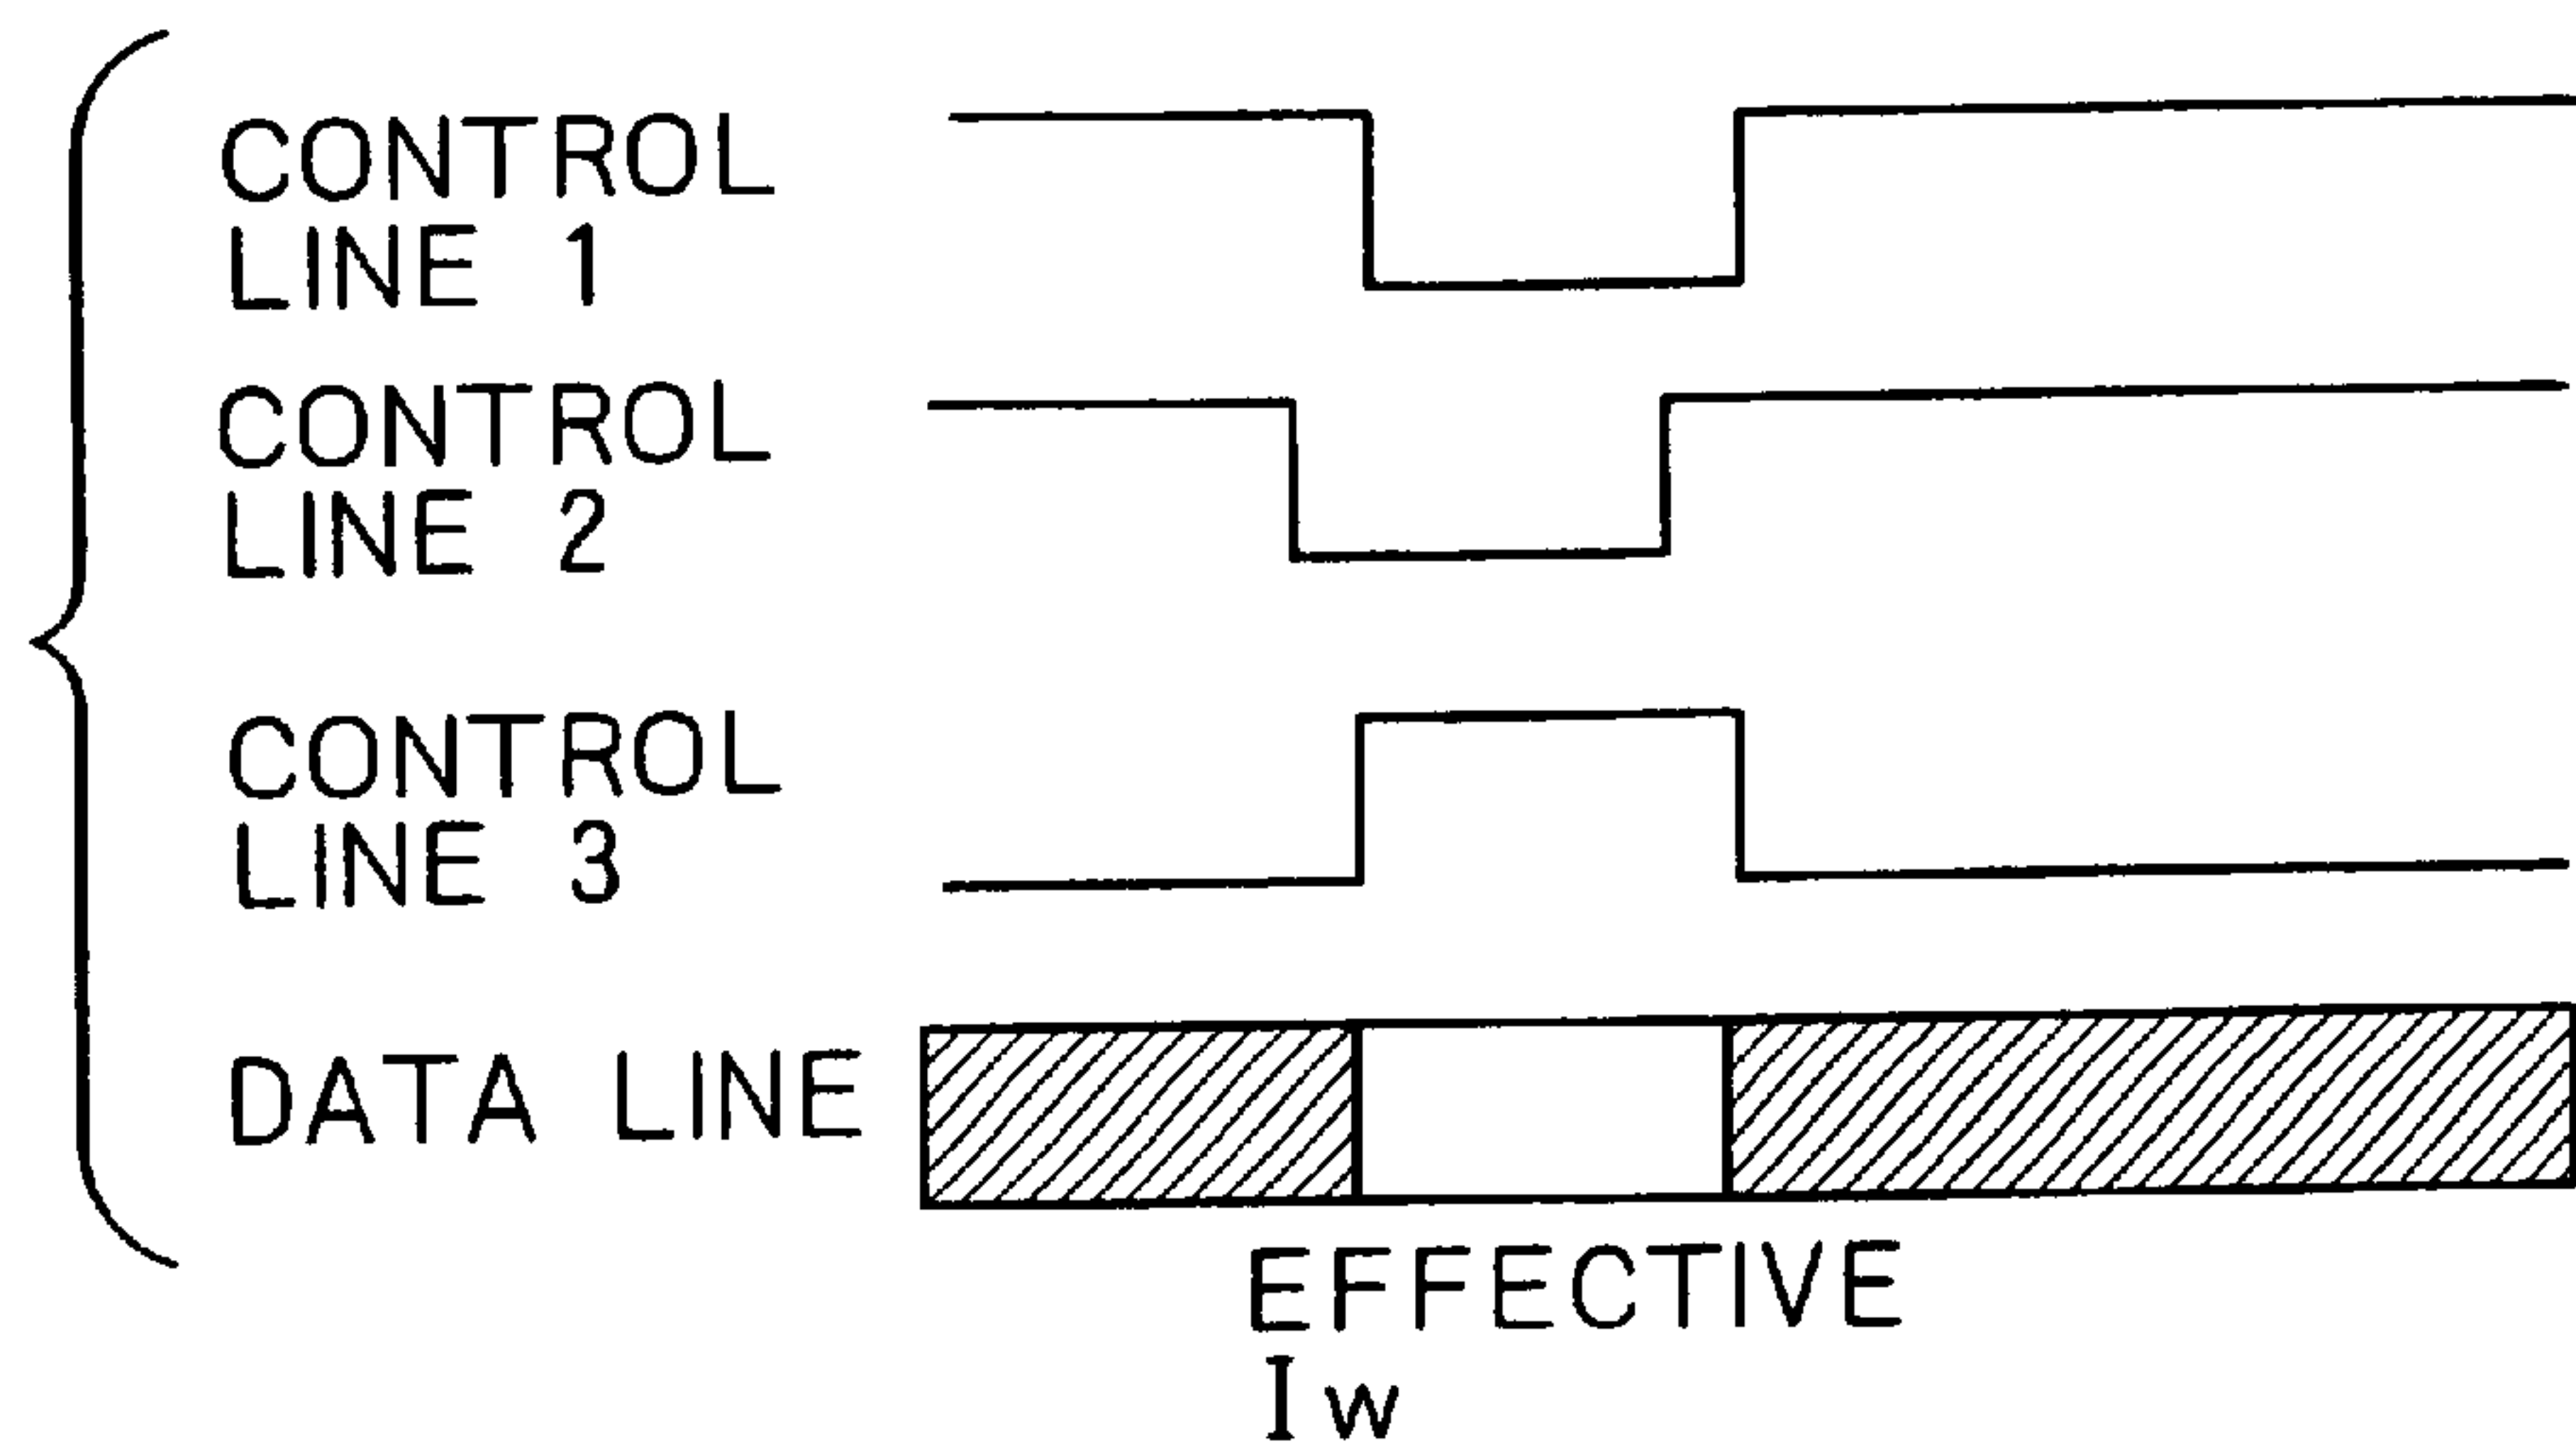 CONTROL
LINE 1
CONTROL
LINE 2
CONTROL
LINE 3
DATA LINE
EFFECTIVE
Iw